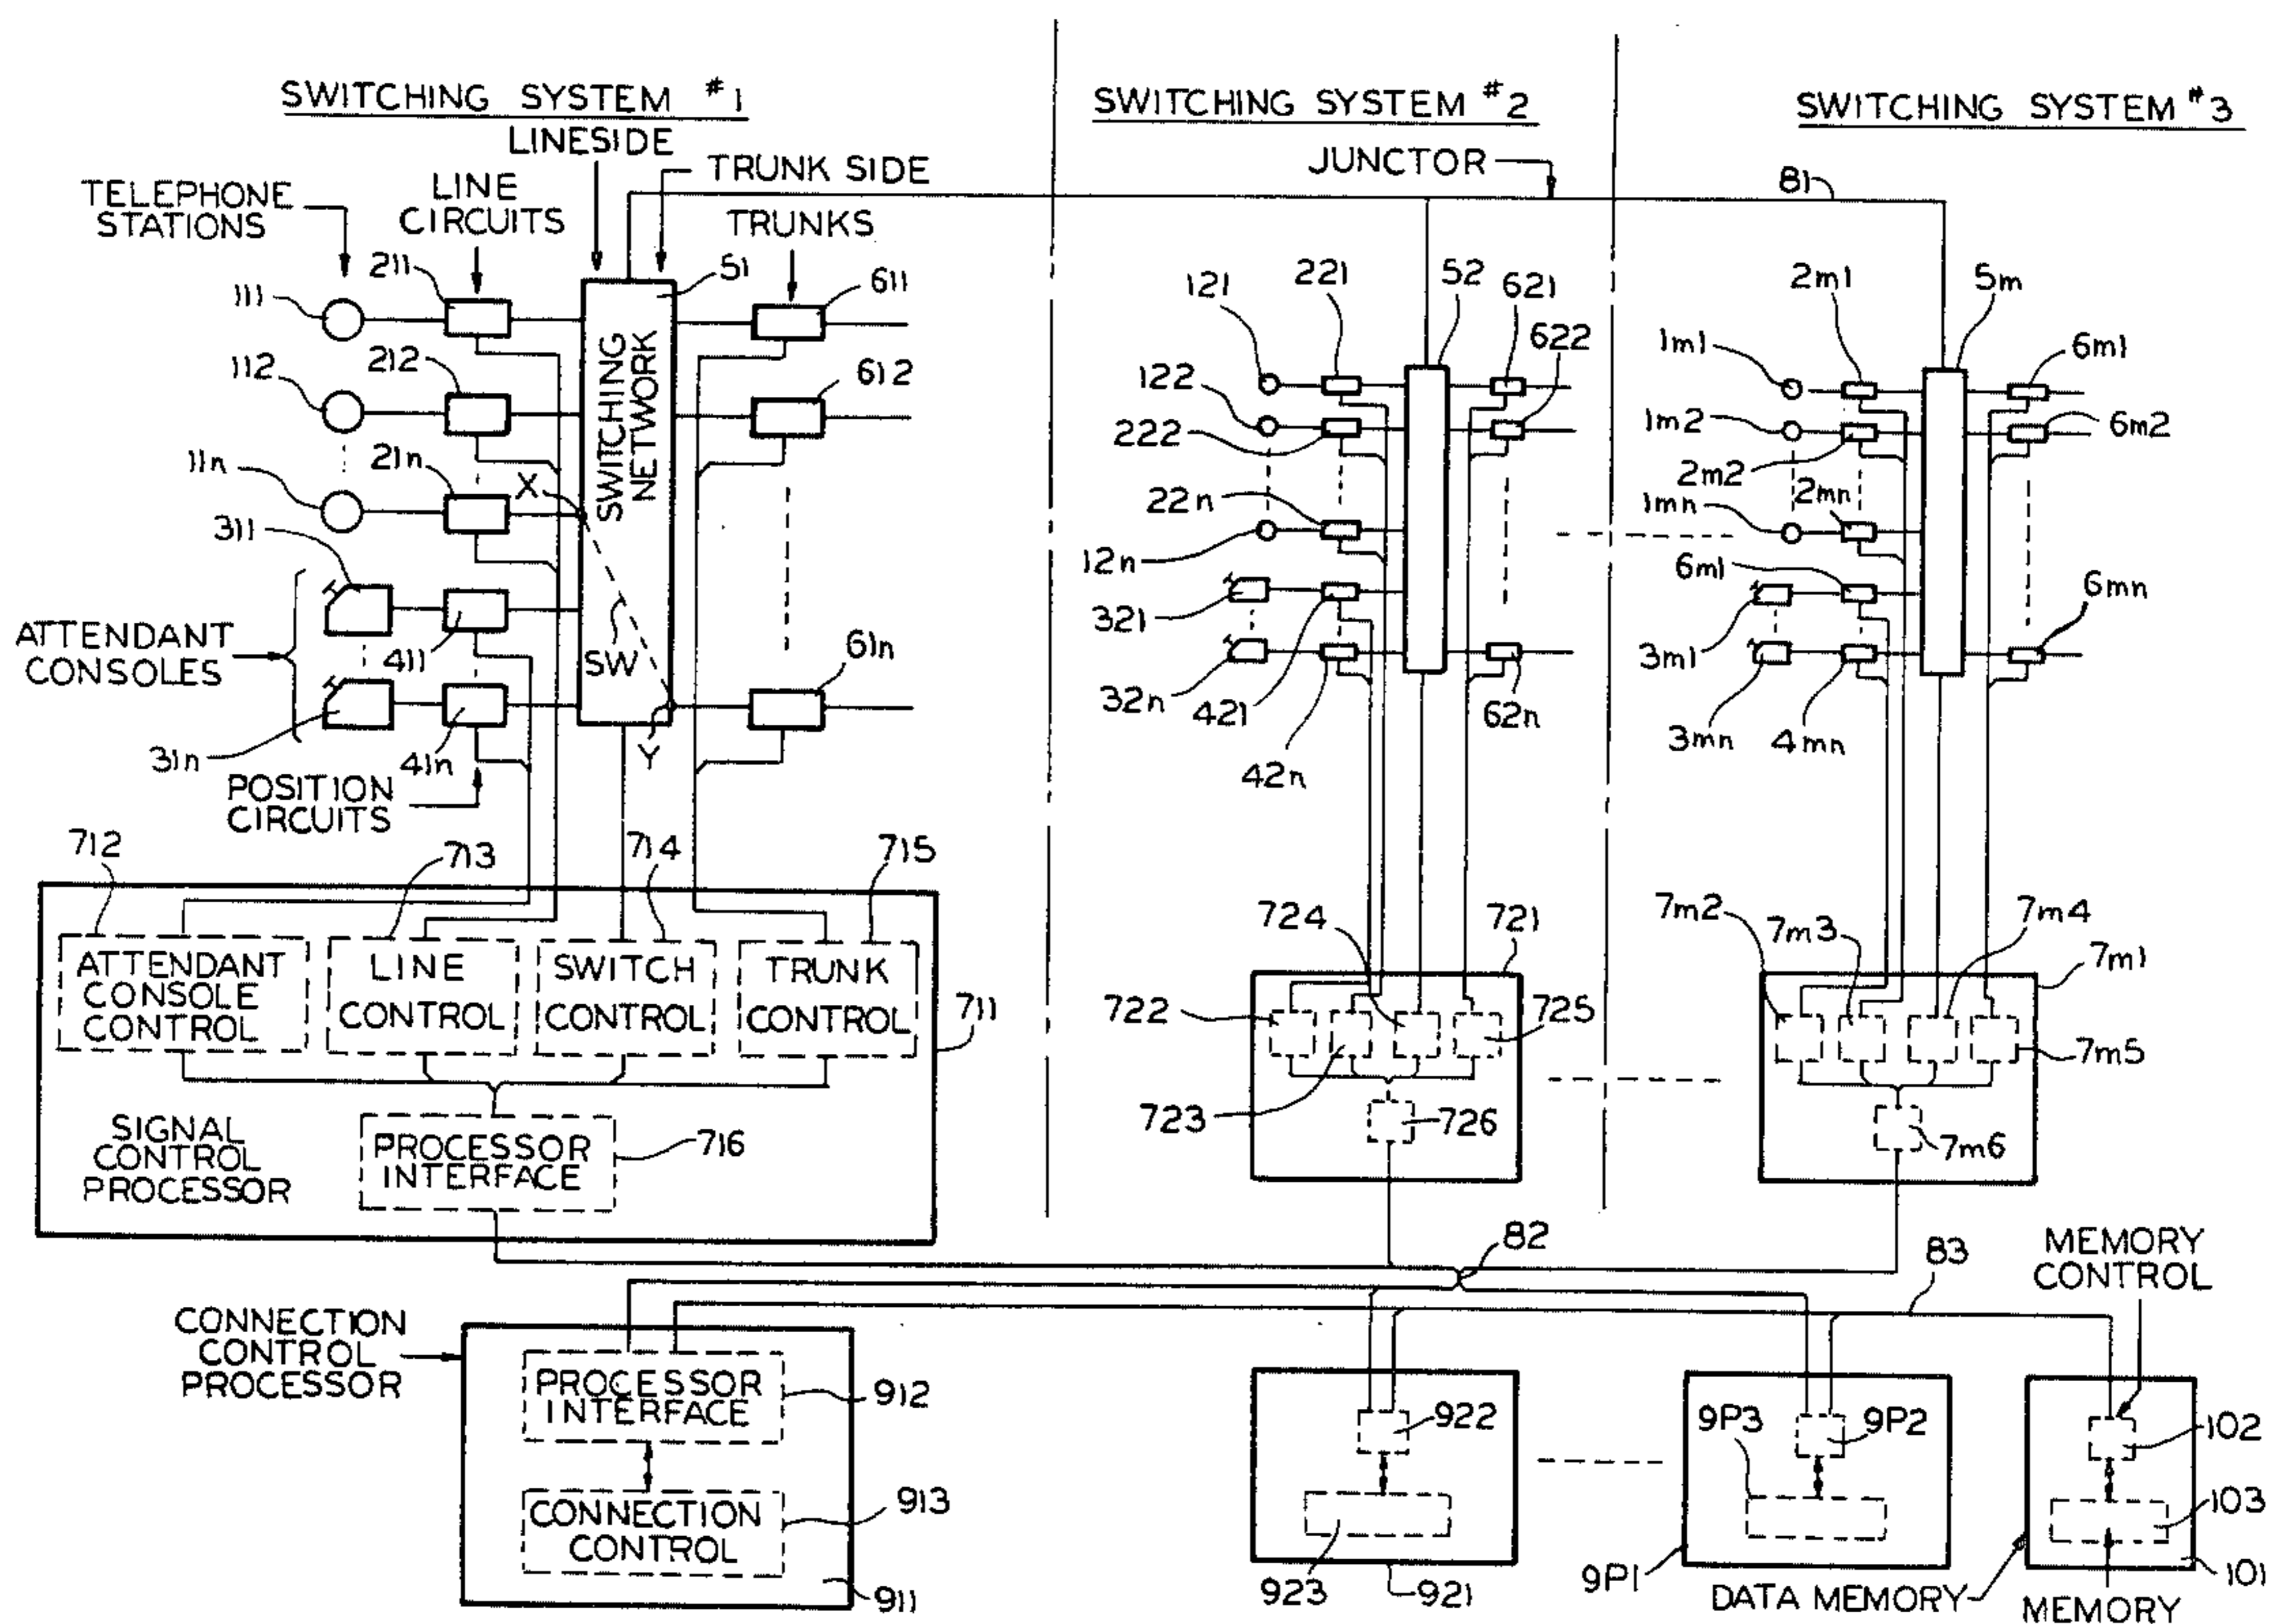 SWITCHING SYSTEM #1
SWITCHING SYSTEM #2
SWITCHING SYSTEM #3
LINESIDE
TRUNK SIDE
JUNCTOR
81
TELEPHONE
STATIONS
LINE
CIRCUITS
TRUNKS
211
51
611
111
212
612
112
21n
11n
X
SWITCHING
NETWORK
311
ATTENDANT
CONSOLES
411
SW
61n
31n
41n
Y
POSITION
CIRCUITS
121
221
52
621
622
122
222
22n
12n
321
32n
421
42n
62n
1m1
2m1
5m
6m1
1m2
2m2
6m2
1mn
2mn
6m1
3m1
6mn
3mn
4mn
712
713
714
715
ATTENDANT
CONSOLE
CONTROL
LINE
CONTROL
SWITCH
CONTROL
TRUNK
CONTROL
711
SIGNAL
CONTROL
PROCESSOR
PROCESSOR
INTERFACE
716
724
721
722
725
723
726
7m2
7m3
7m4
7m1
7m5
7m6
82
83
MEMORY
CONTROL
CONNECTION
CONTROL
PROCESSOR
PROCESSOR
INTERFACE
912
CONNECTION
CONTROL
913
911
922
923
921
9P3
9P2
9P1
102
103
101
DATA MEMORY
MEMORY